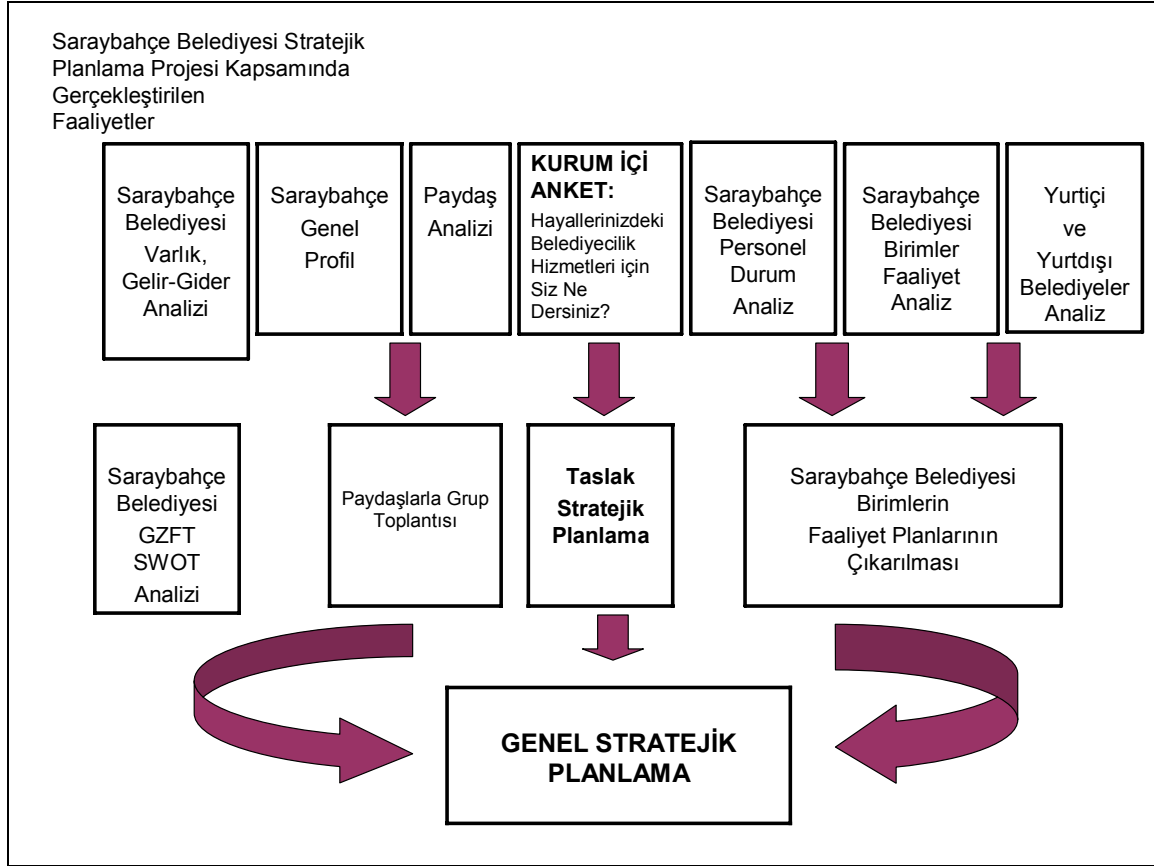 Saraybahçe Belediyesi Stratejik
Planlama Projesi Kapsamında
Gerçekleştirilen
Faaliyetler
Saraybahçe
Belediyesi
Varlık,
Gelir-Gider
Analizi
Saraybahçe
Genel
Profil
Paydaş
Analizi
KURUM İÇİ
ANKET:
Hayallerinizdeki
Belediyecilik
Hizmetleri için
Siz Ne
Dersiniz?
Saraybahçe
Belediyesi
Personel
Durum
Analiz
Saraybahçe
Belediyesi
Birimler
Faaliyet
Analiz
Yurtiçi
ve
Yurtdışı
Belediyeler
Analiz
Saraybahçe
Belediyesi
GZFT
SWOT
Analizi
Paydaşlarla Grup
Toplantısı
Taslak
Stratejik
Planlama
Saraybahçe Belediyesi
Birimlerin
Faaliyet Planlarının
Çıkarılması
GENEL STRATEJİK
PLANLAMA